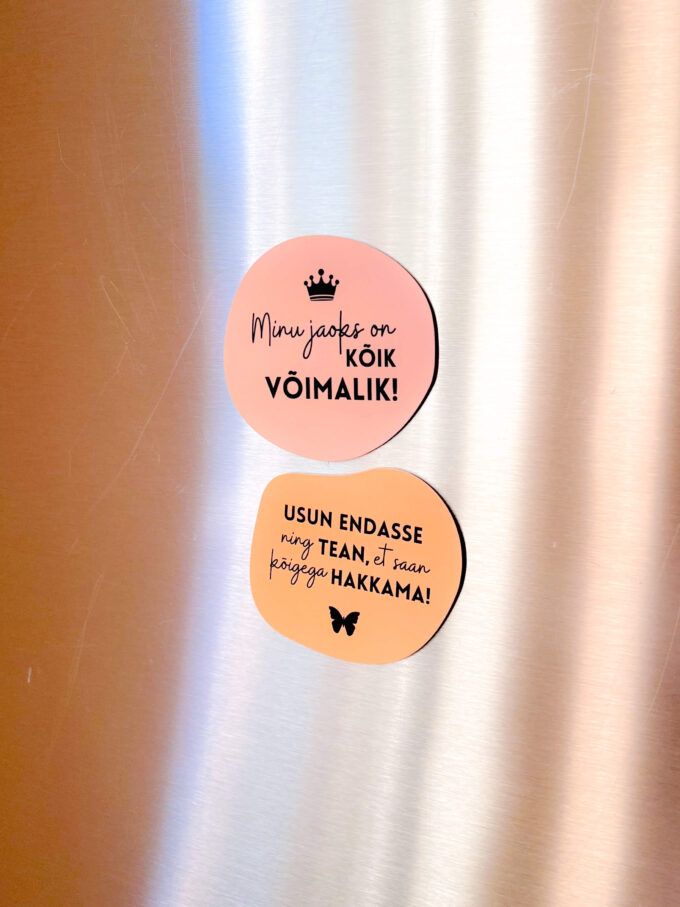 Minu jaoks on
KÕIK
VÕIMALIK!
USUN ENDASSE
ning TEAN, et saan
kõigega HAKKAMA!